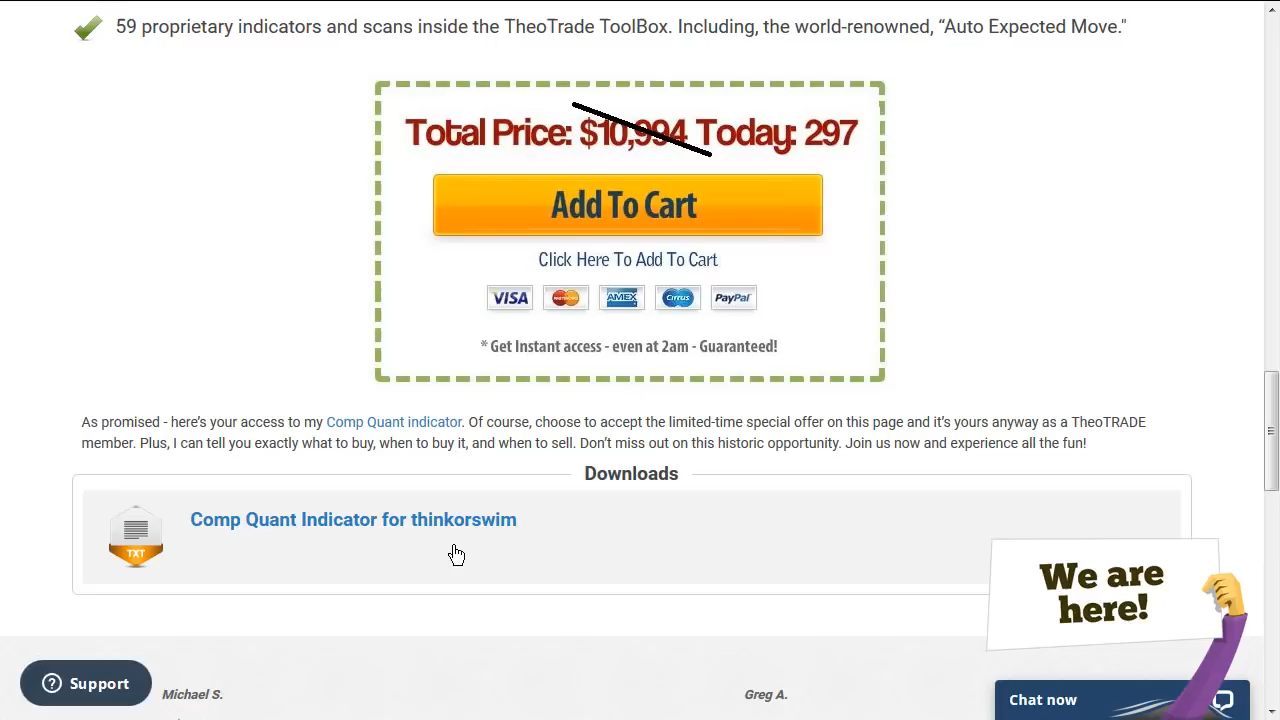 59 proprietary indicators and scans inside the TheoTrade ToolBox. Including, the world-renowned, “Auto Expected Move."
Total Price: $10,994 Today: 297
Add To Cart
Click Here To Add To Cart
VISA MasterCard AMEX Cirrus PayPal
* Get Instant access - even at 2am - Guaranteed!
As promised - here’s your access to my Comp Quant indicator. Of course, choose to accept the limited-time special offer on this page and it’s yours anyway as a TheoTRADE
member. Plus, I can tell you exactly what to buy, when to buy it, and when to sell. Don’t miss out on this historic opportunity. Join us now and experience all the fun!
Downloads
TXT
Comp Quant Indicator for thinkorswim
We are
here!
Support
Michael S.
Greg A.
Chat now